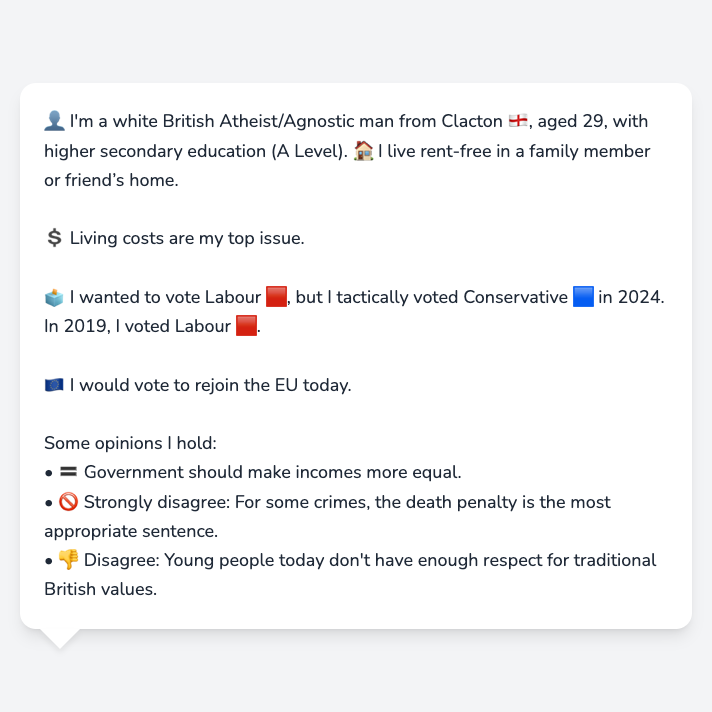 👤 I'm a white British Atheist/Agnostic man from Clacton 🏴󠁧󠁢󠁥󠁮󠁧󠁿, aged 29, with
higher secondary education (A Level). 🏠 I live rent-free in a family member
or friend’s home.
💲 Living costs are my top issue.
🗳️ I wanted to vote Labour 🟥, but I tactically voted Conservative 🟦 in 2024.
In 2019, I voted Labour 🟥.
🇪🇺 I would vote to rejoin the EU today.
Some opinions I hold:
• 🟰 Government should make incomes more equal.
• 🚫 Strongly disagree: For some crimes, the death penalty is the most
appropriate sentence.
• 👎 Disagree: Young people today don't have enough respect for traditional
British values.